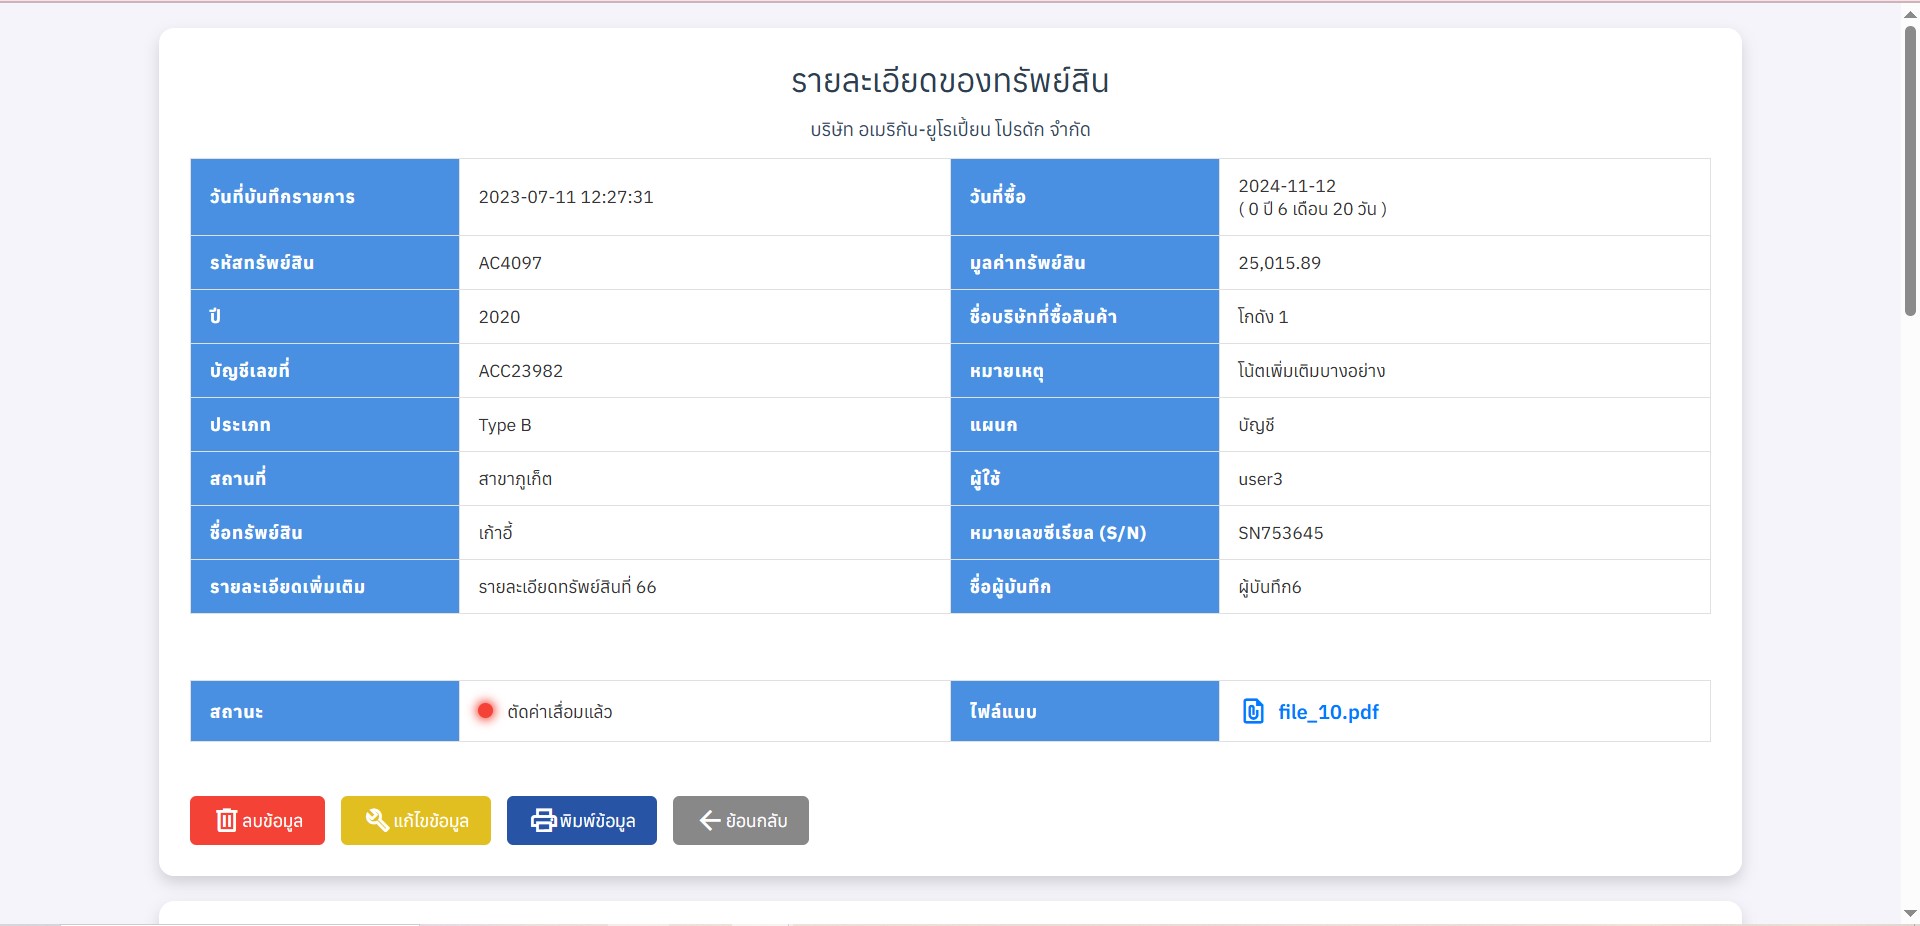 รายละเอียดของทรัพย์สิน
บริษัท อเมริกัน-ยูโรเปี้ยน โปรดัก จำกัด
วันที่บันทึกรายการ 2023-07-11 12:27:31 วันที่ซื้อ 2024-11-12
( 0 ปี 6 เดือน 20 วัน )
รหัสทรัพย์สิน AC4097 มูลค่าทรัพย์สิน 25,015.89
ปี 2020 ชื่อบริษัทที่ซื้อสินค้า โกดัง 1
บัญชีเลขที่ ACC23982 หมายเหตุ โน้ตเพิ่มเติมบางอย่าง
ประเภท Type B แผนก บัญชี
สถานที่ สาขาภูเก็ต ผู้ใช้ user3
ชื่อทรัพย์สิน เก้าอี้ หมายเลขซีเรียล (S/N) SN753645
รายละเอียดเพิ่มเติม รายละเอียดทรัพย์สินที่ 66 ชื่อผู้บันทึก ผู้บันทึก6
สถานะ ตัดค่าเสื่อมแล้ว ไฟล์แนบ file_10.pdf
ลบข้อมูล แก้ไขข้อมูล พิมพ์ข้อมูล ย้อนกลับ